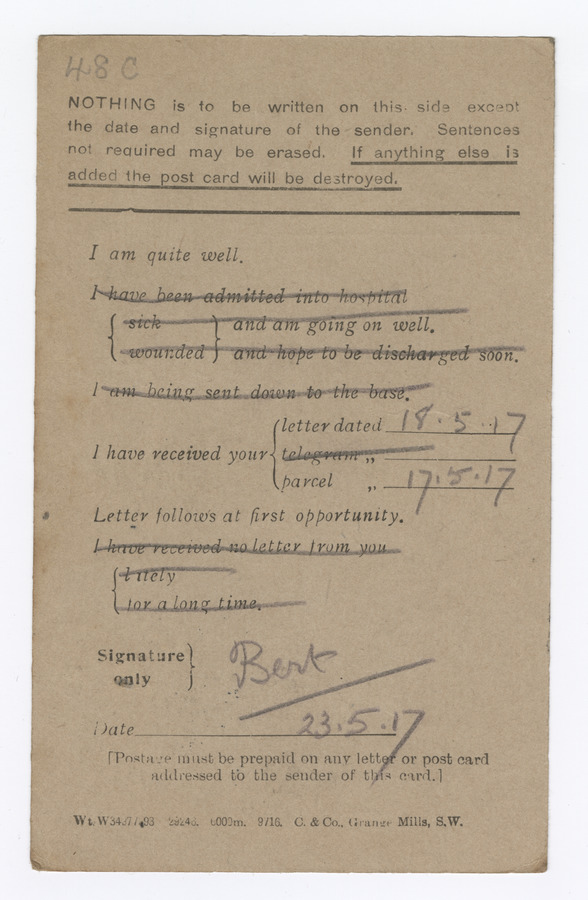 48 C
NOTHING is to be written on this side except
the date and signature of the sender. Sentences
not required may be erased. If anything else is
added the post card will be destroyed.
I am quite well.
I have been admitted into hospital
{ sick } and am going on well.
{ wounded } and hope to be discharged soon.
I am being sent down to the base.
letter dated 18.5.17
I have received your { telegram „
parcel „ 17.5.17
Letter follows at first opportunity.
I have received no letter from you
{ lately
for a long time.
Signature }
only
Bert
Date 23.5.17
[Postage must be prepaid on any letter or post card
addressed to the sender of this card.]
6000m. 9/16. C. & Co., Grange Mills, S.W.